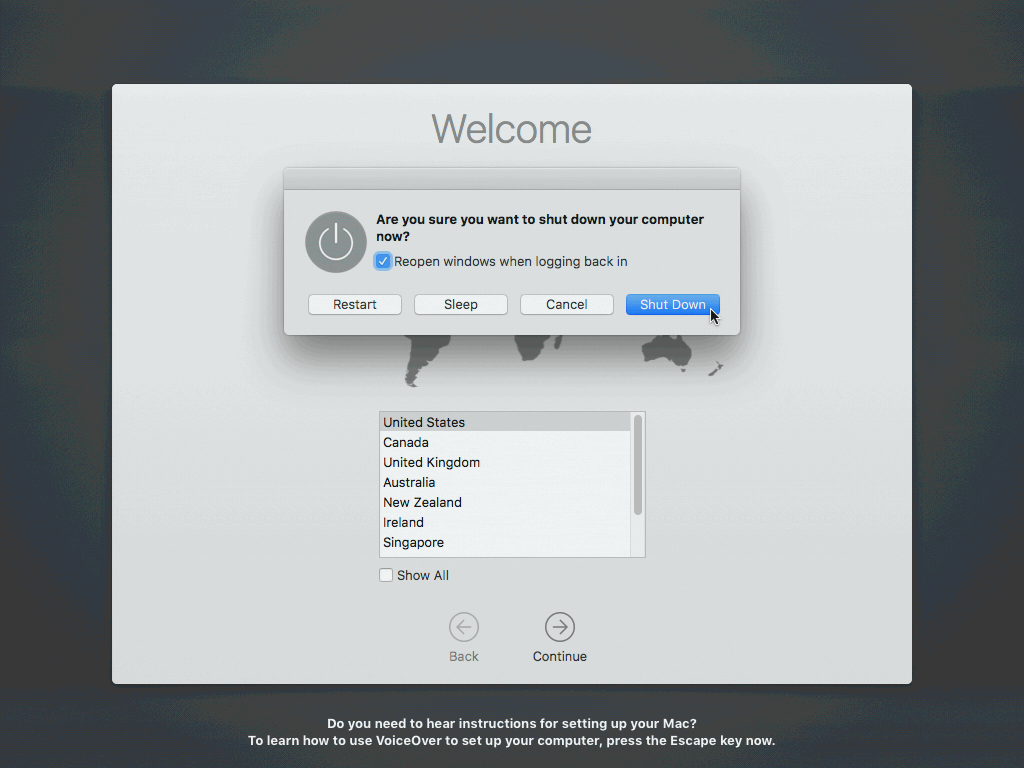 Welcome
Are you sure you want to shut down your computer
now?
Reopen windows when logging back in
Restart
Sleep
Cancel
Shut Down
United States
Canada
United Kingdom
Australia
New Zealand
Ireland
Singapore
Show All
Back
Continue
Do you need to hear instructions for setting up your Mac?
To learn how to use VoiceOver to set up your computer, press the Escape key now.